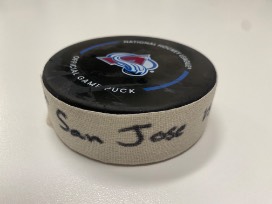 NATIONAL HOCKEY LEAGUE
OFFICIAL GAME PUCK
San Jose